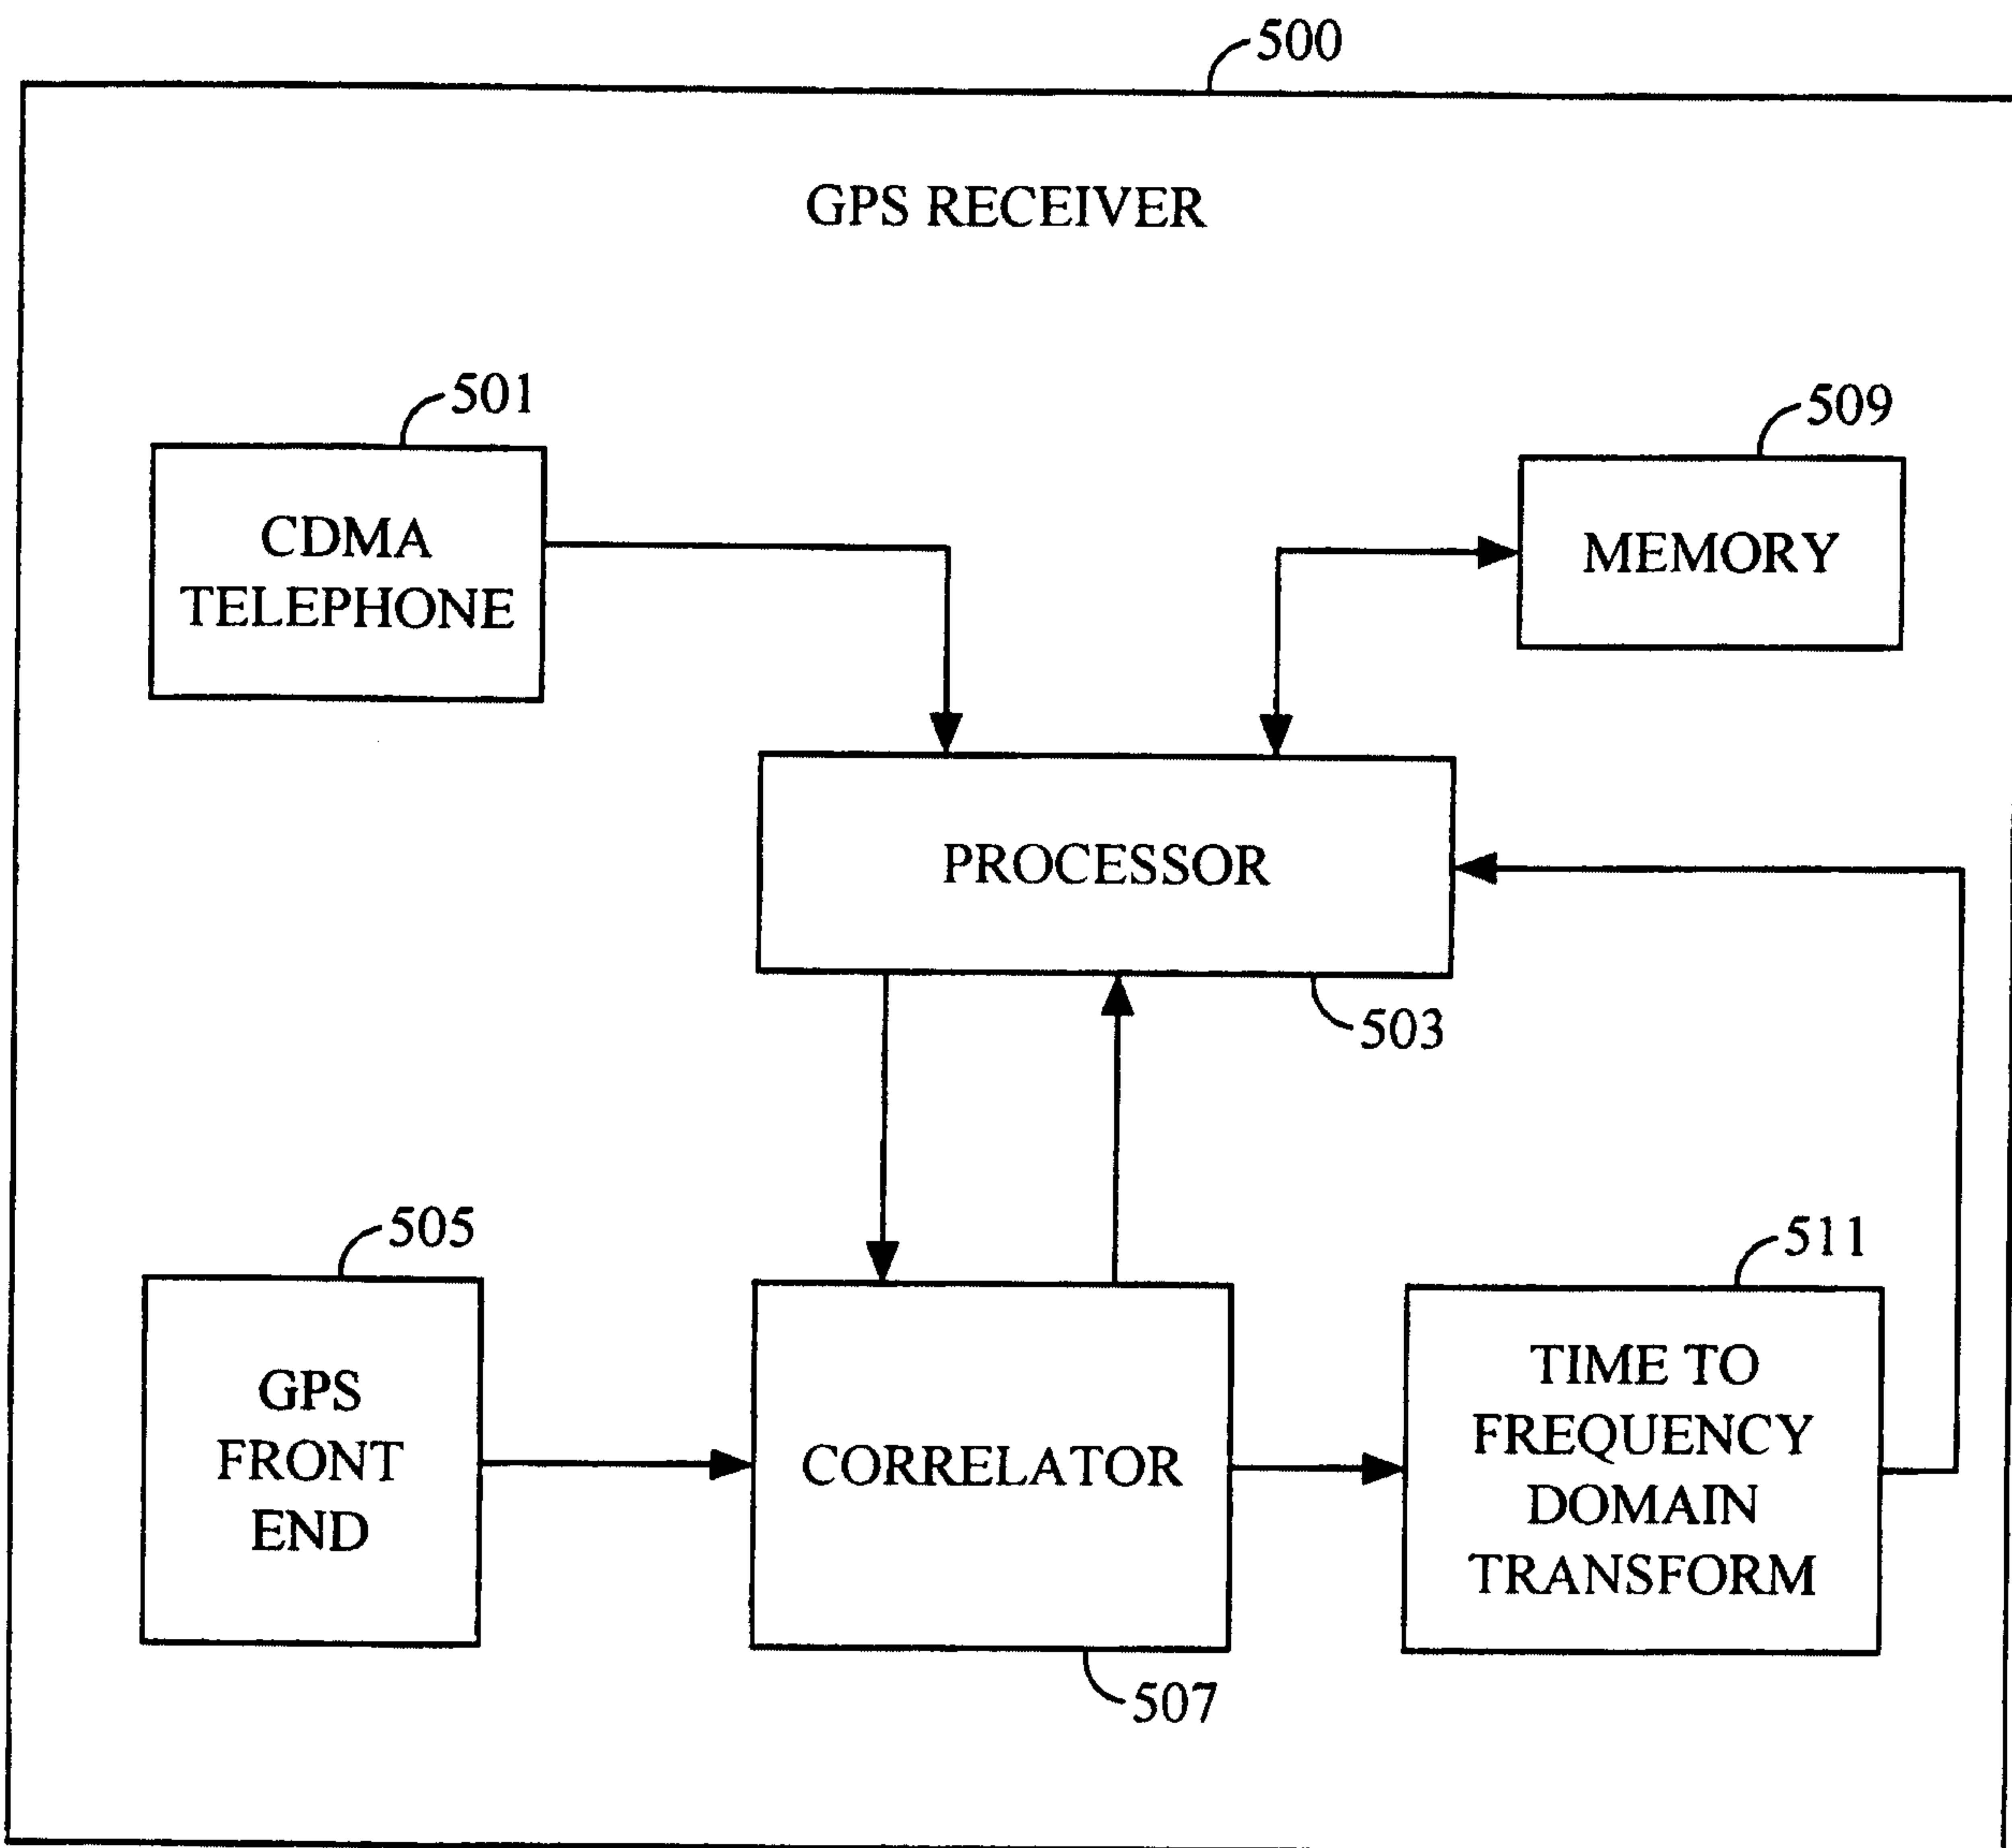 500
GPS RECEIVER
501
CDMA
TELEPHONE
509
MEMORY
PROCESSOR
503
505
GPS
FRONT
END
CORRELATOR
507
511
TIME TO
FREQUENCY
DOMAIN
TRANSFORM